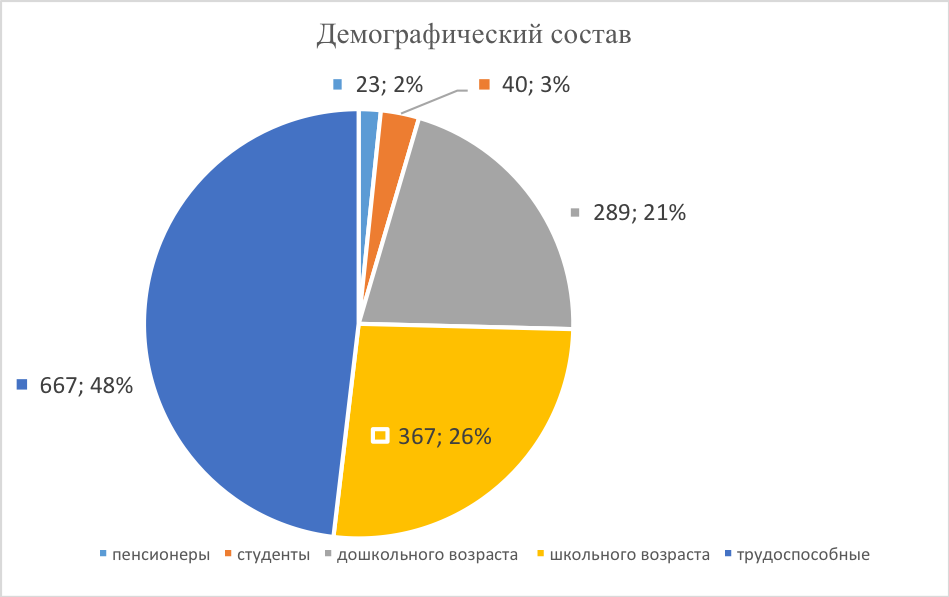 Демографический состав
23; 2%
40; 3%
289; 21%
667; 48%
367; 26%
пенсионеры студенты дошкольного возраста школьного возраста трудоспособные